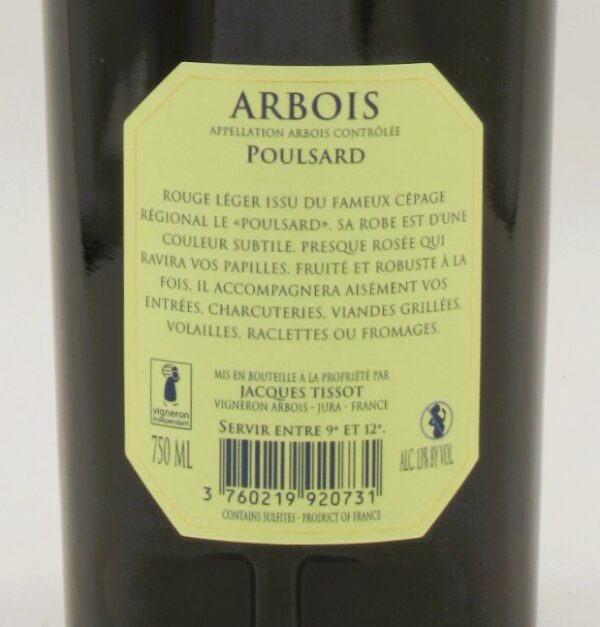 ARBOIS
APPELLATION ARBOIS CONTRÔLÉE
POULSARD
ROUGE LÉGER ISSU DU FAMEUX CÉPAGE
RÉGIONAL LE «POULSARD». SA ROBE EST D'UNE
COULEUR SUBTILE, PRESQUE ROSÉE QUI
RAVIRA VOS PAPILLES. FRUITÉ ET ROBUSTE À LA
FOIS, IL ACCOMPAGNERA AISÉMENT VOS
ENTRÉES, CHARCUTERIES, VIANDES GRILLÉES,
VOLAILLES, RACLETTES OU FROMAGES.
MIS EN BOUTEILLE À LA PROPRIÉTÉ PAR
JACQUES TISSOT
VIGNERON ARBOIS - JURA - FRANCE
vigneron
indépendant
SERVIR ENTRE 9° ET 12°.
750 ML
ALC. 13% BY VOL.
3 760219 920731
CONTAINS SULFITES - PRODUCT OF FRANCE